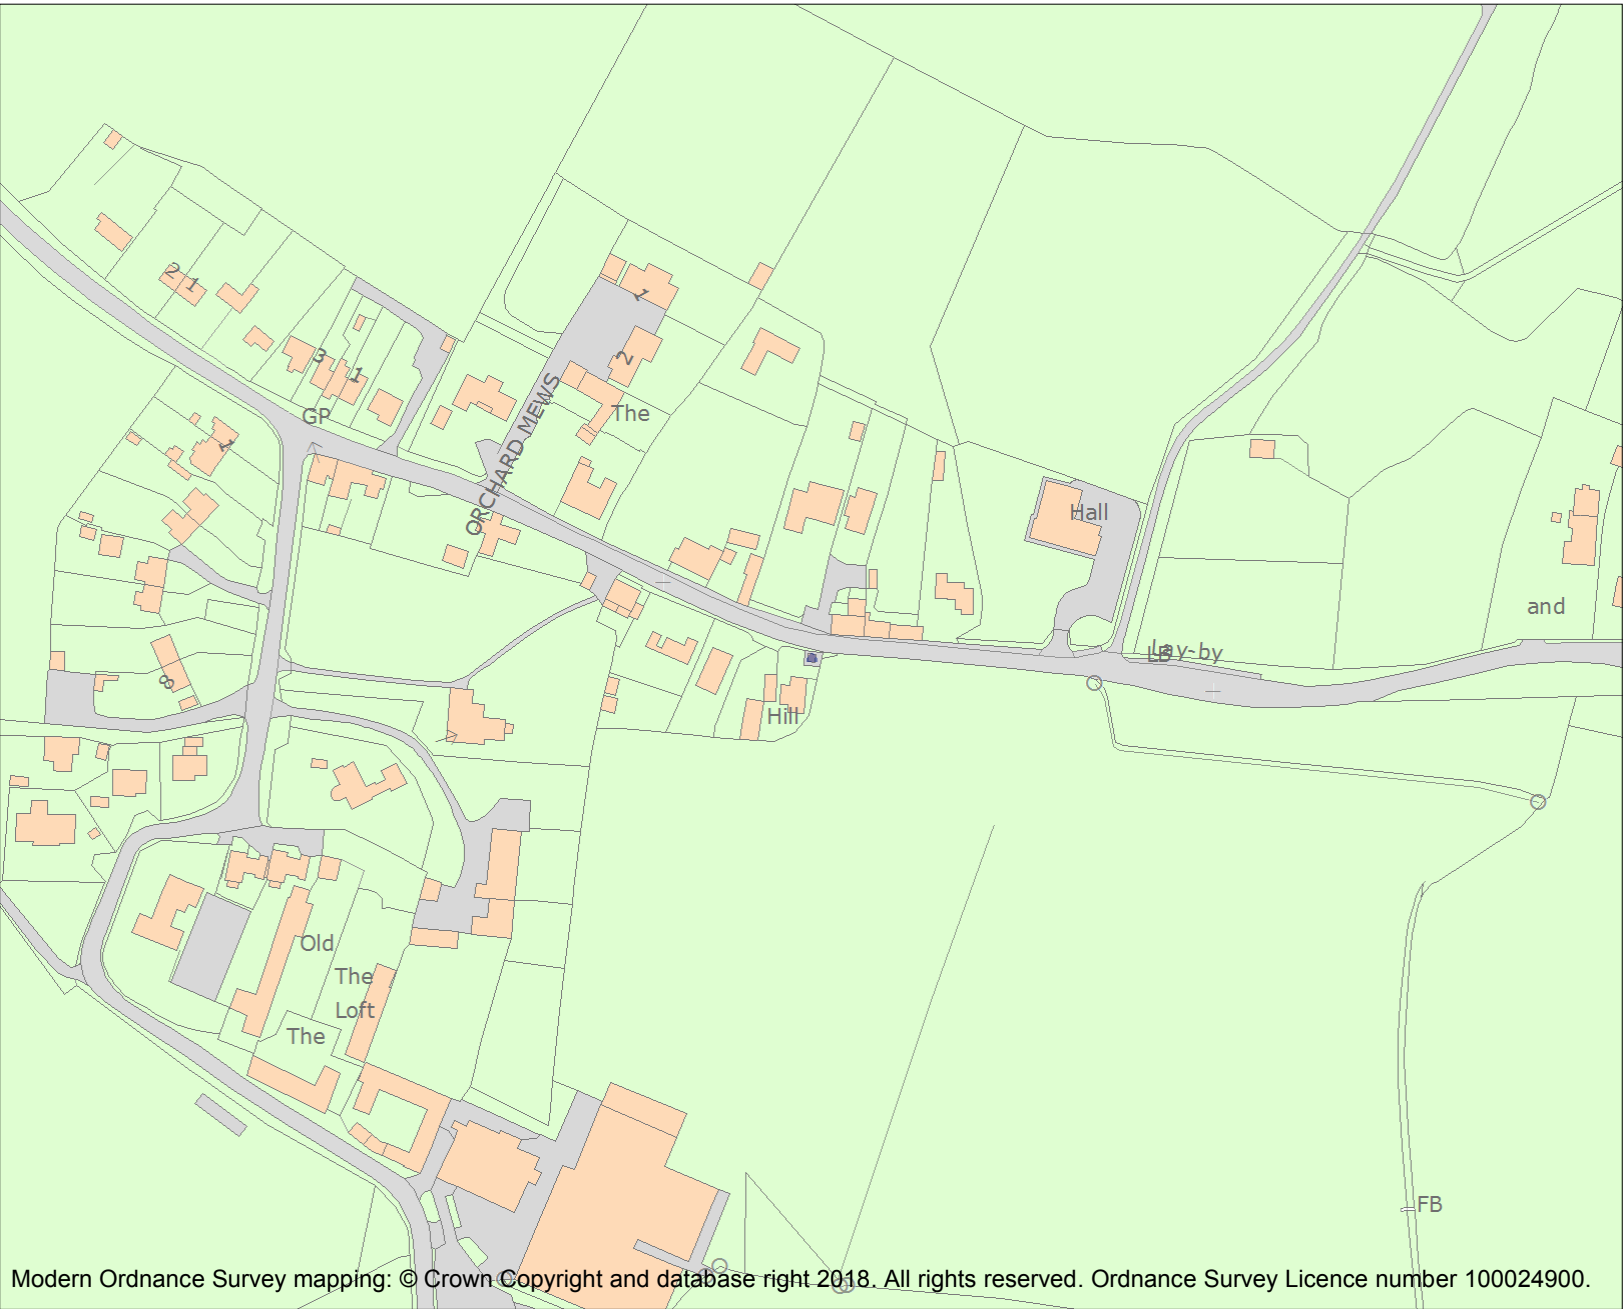 2
1
1
3
1
2
ORCHARD MEWS
The
GP
1
Hall
and
Lay-by
LB
8
Hill
Old
The
Loft
The
FB
Modern Ordnance Survey mapping: © Crown Copyright and database right 2018. All rights reserved. Ordnance Survey Licence number 100024900.